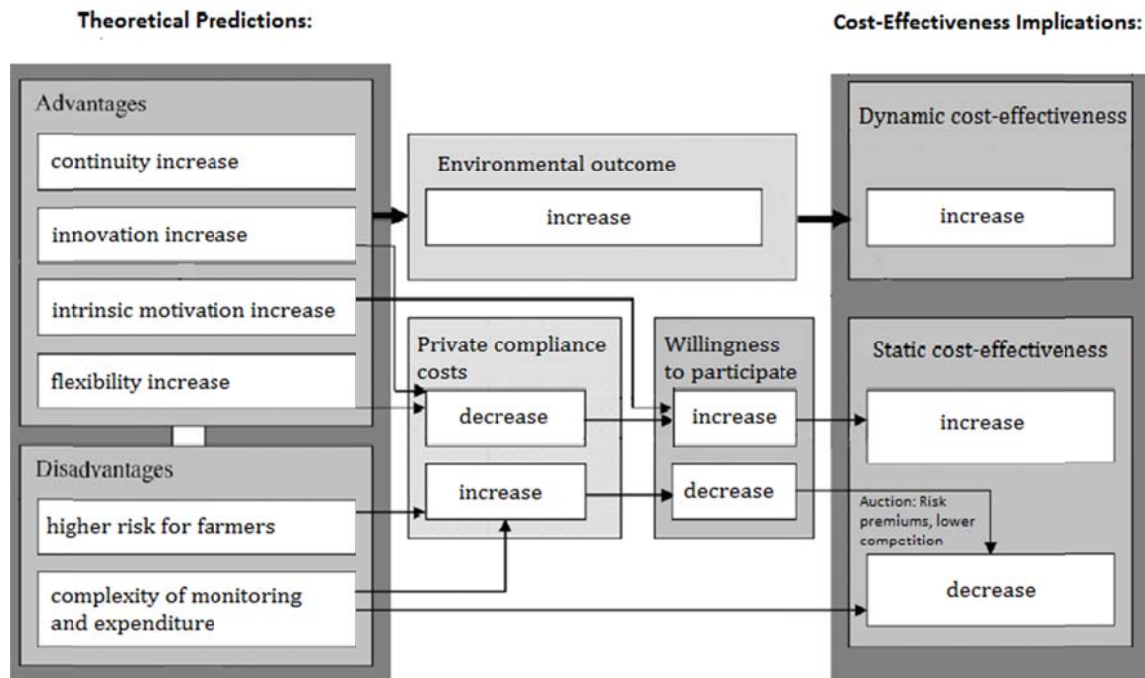 Theoretical Predictions:
Cost-Effectiveness Implications:
Advantages
continuity increase
innovation increase
intrinsic motivation increase
flexibility increase
Disadvantages
higher risk for farmers
complexity of monitoring
and expenditure
Environmental outcome
increase
Private compliance
costs
decrease
increase
Willingness
to participate
increase
decrease
Dynamic cost-effectiveness
increase
Static cost-effectiveness
increase
Auction: Risk
premiums, lower
competition
decrease